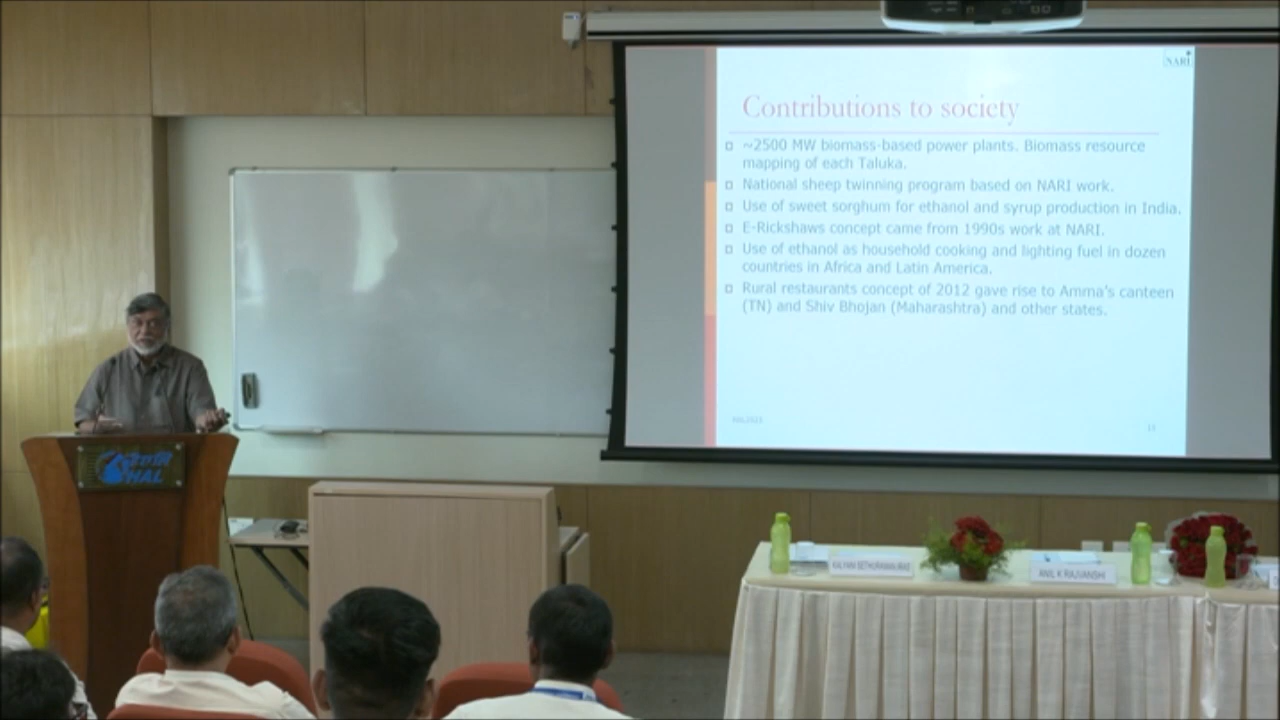 NARI
Contributions to society
~2500 MW biomass-based power plants. Biomass resource
mapping of each Taluka.
National sheep twinning program based on NARI work.
Use of sweet sorghum for ethanol and syrup production in India.
E-Rickshaws concept came from 1990s work at NARI.
Use of ethanol as household cooking and lighting fuel in dozen
countries in Africa and Latin America.
Rural restaurants concept of 2012 gave rise to Amma's canteen
(TN) and Shiv Bhojan (Maharashtra) and other states.
HAL
ANIL K RAJVANSHI